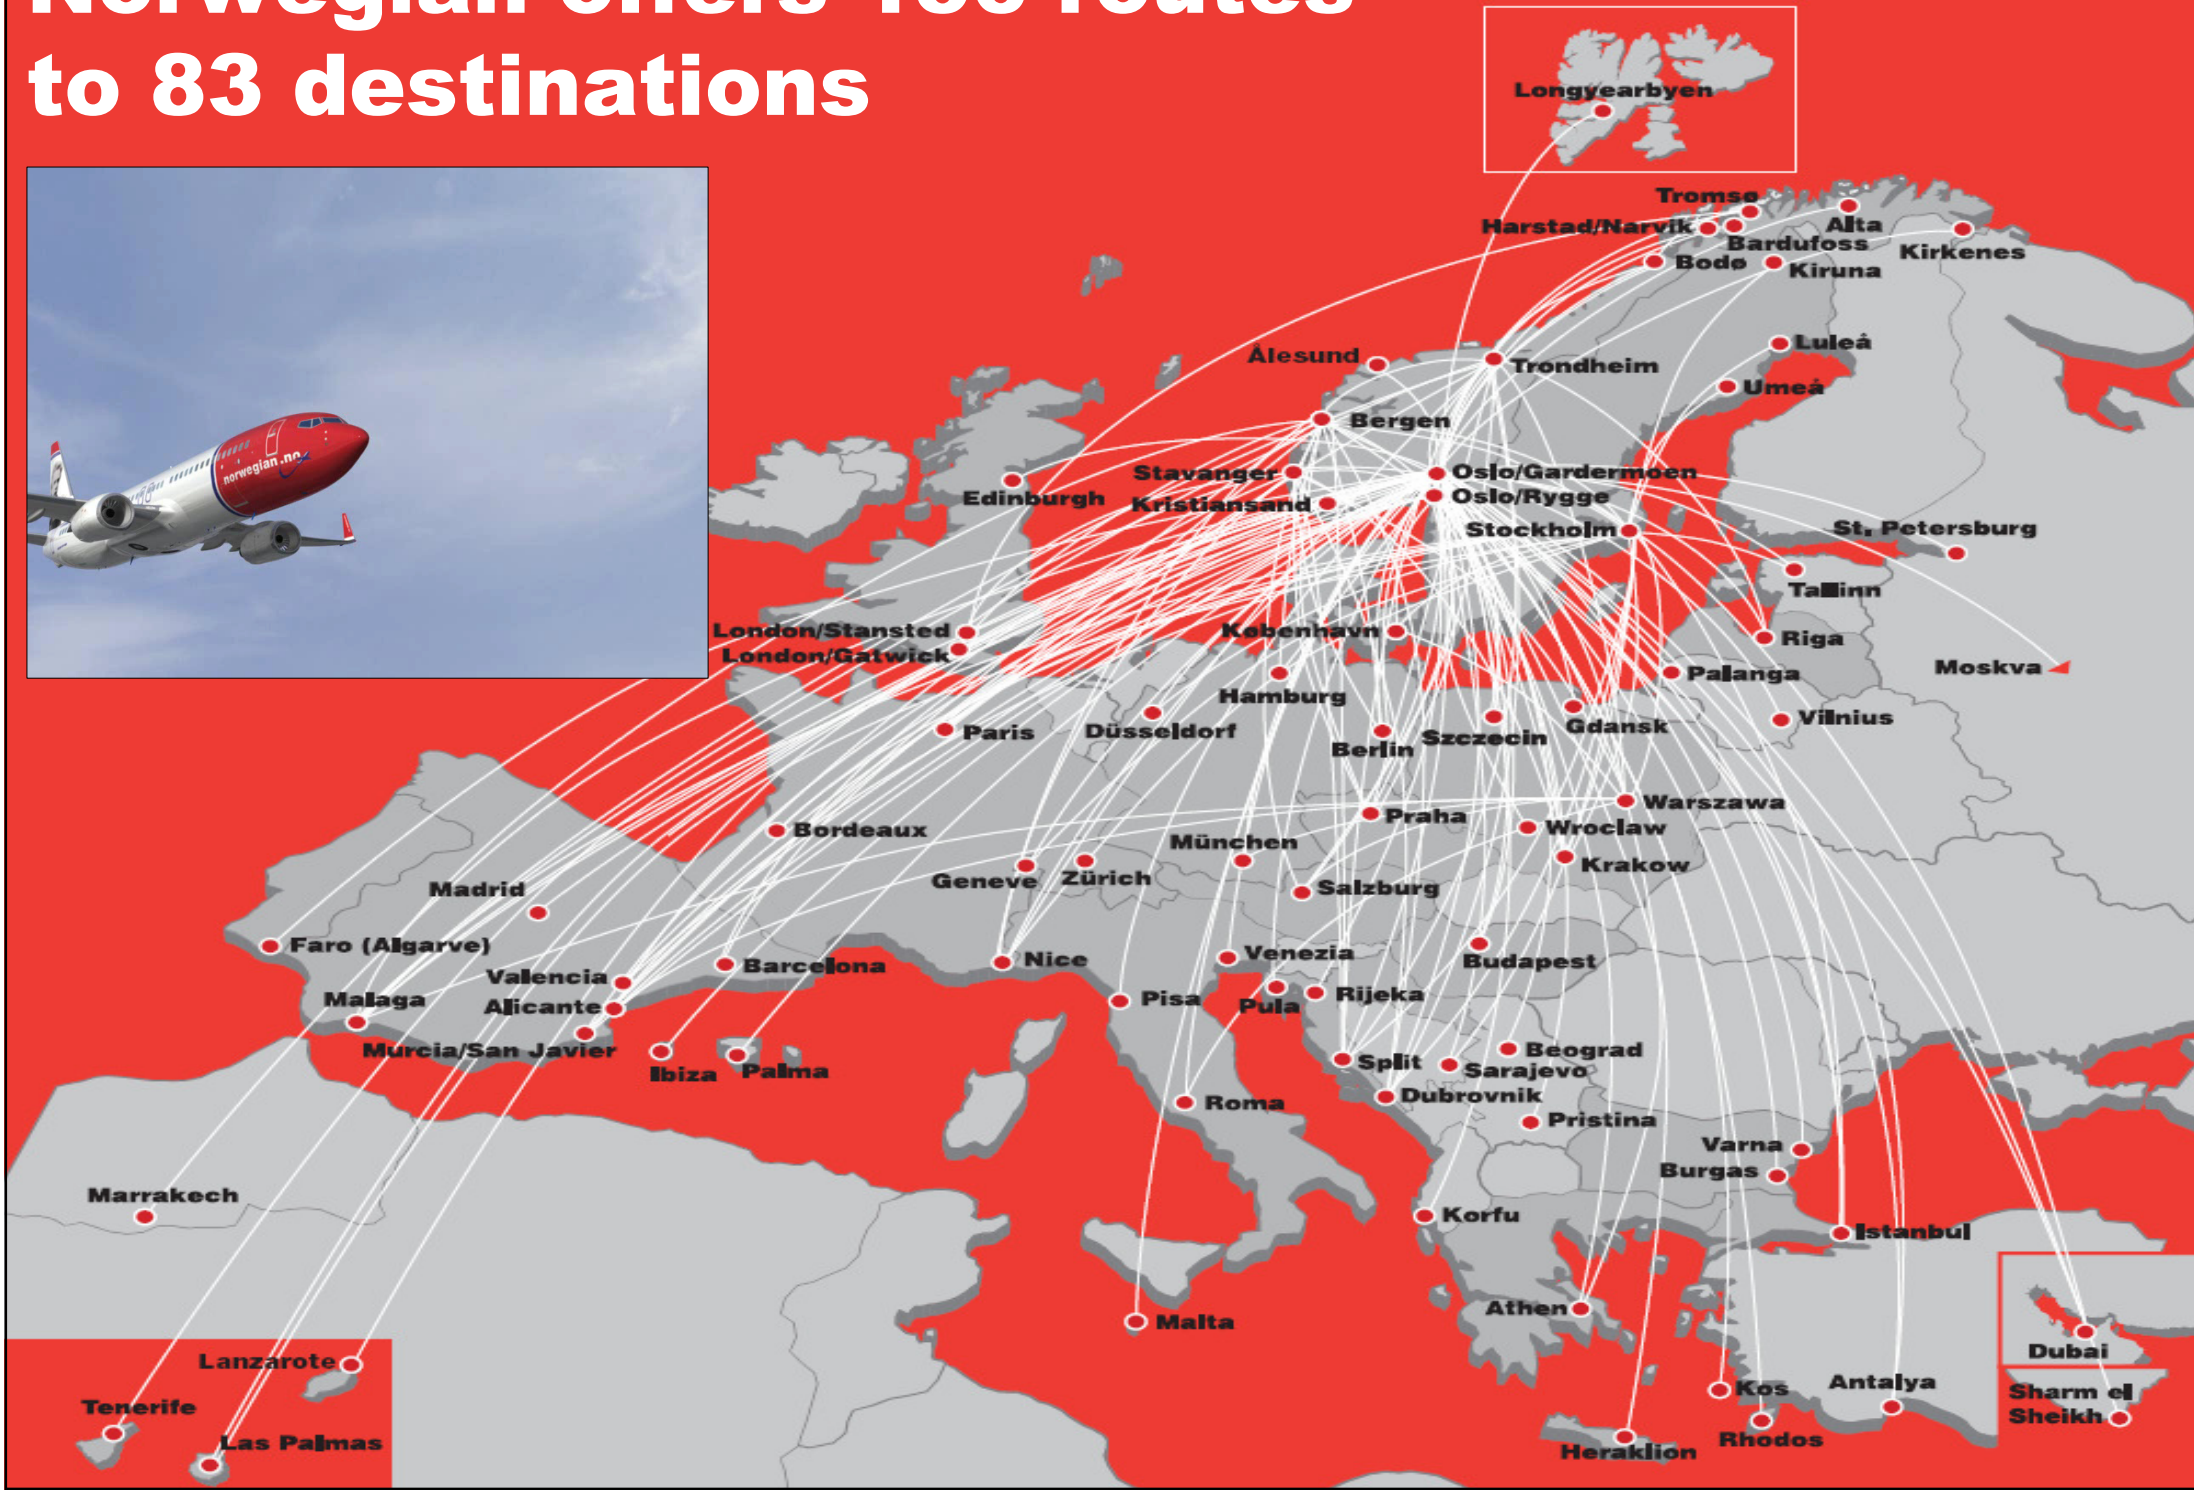 Norwegian offers
routes
to 83 destinations
norwegian.no
Longyearbyen
Tromsø
Harstad/Narvik
Alta
Bardufoss
Kirkenes
Bodø
Kiruna
Luleå
Ålesund
Trondheim
Umeå
Bergen
Stavanger
Oslo/Gardermoen
Edinburgh
Kristiansand
Oslo/Rygge
Stockholm
St. Petersburg
Tallinn
London/Stansted
København
Riga
London/Gatwick
Moskva
Palanga
Hamburg
Vilnius
Paris
Düsseldorf
Gdansk
Berlin
Szczecin
Warszawa
Praha
Bordeaux
Wroclaw
München
Krakow
Geneve
Zürich
Madrid
Salzburg
Faro (Algarve)
Venezia
Nice
Budapest
Barcelona
Valencia
Malaga
Pisa
Rijeka
Alicante
Pula
Murcia/San Javier
Beograd
Split
Sarajevo
Ibiza
Palma
Dubrovnik
Roma
Pristina
Varna
Burgas
Marrakech
Korfu
Istanbul
Athen
Malta
Dubai
Lanzarote
Kos
Antalya
Sharm el
Sheikh
Tenerife
Las Palmas
Rhodos
Heraklion